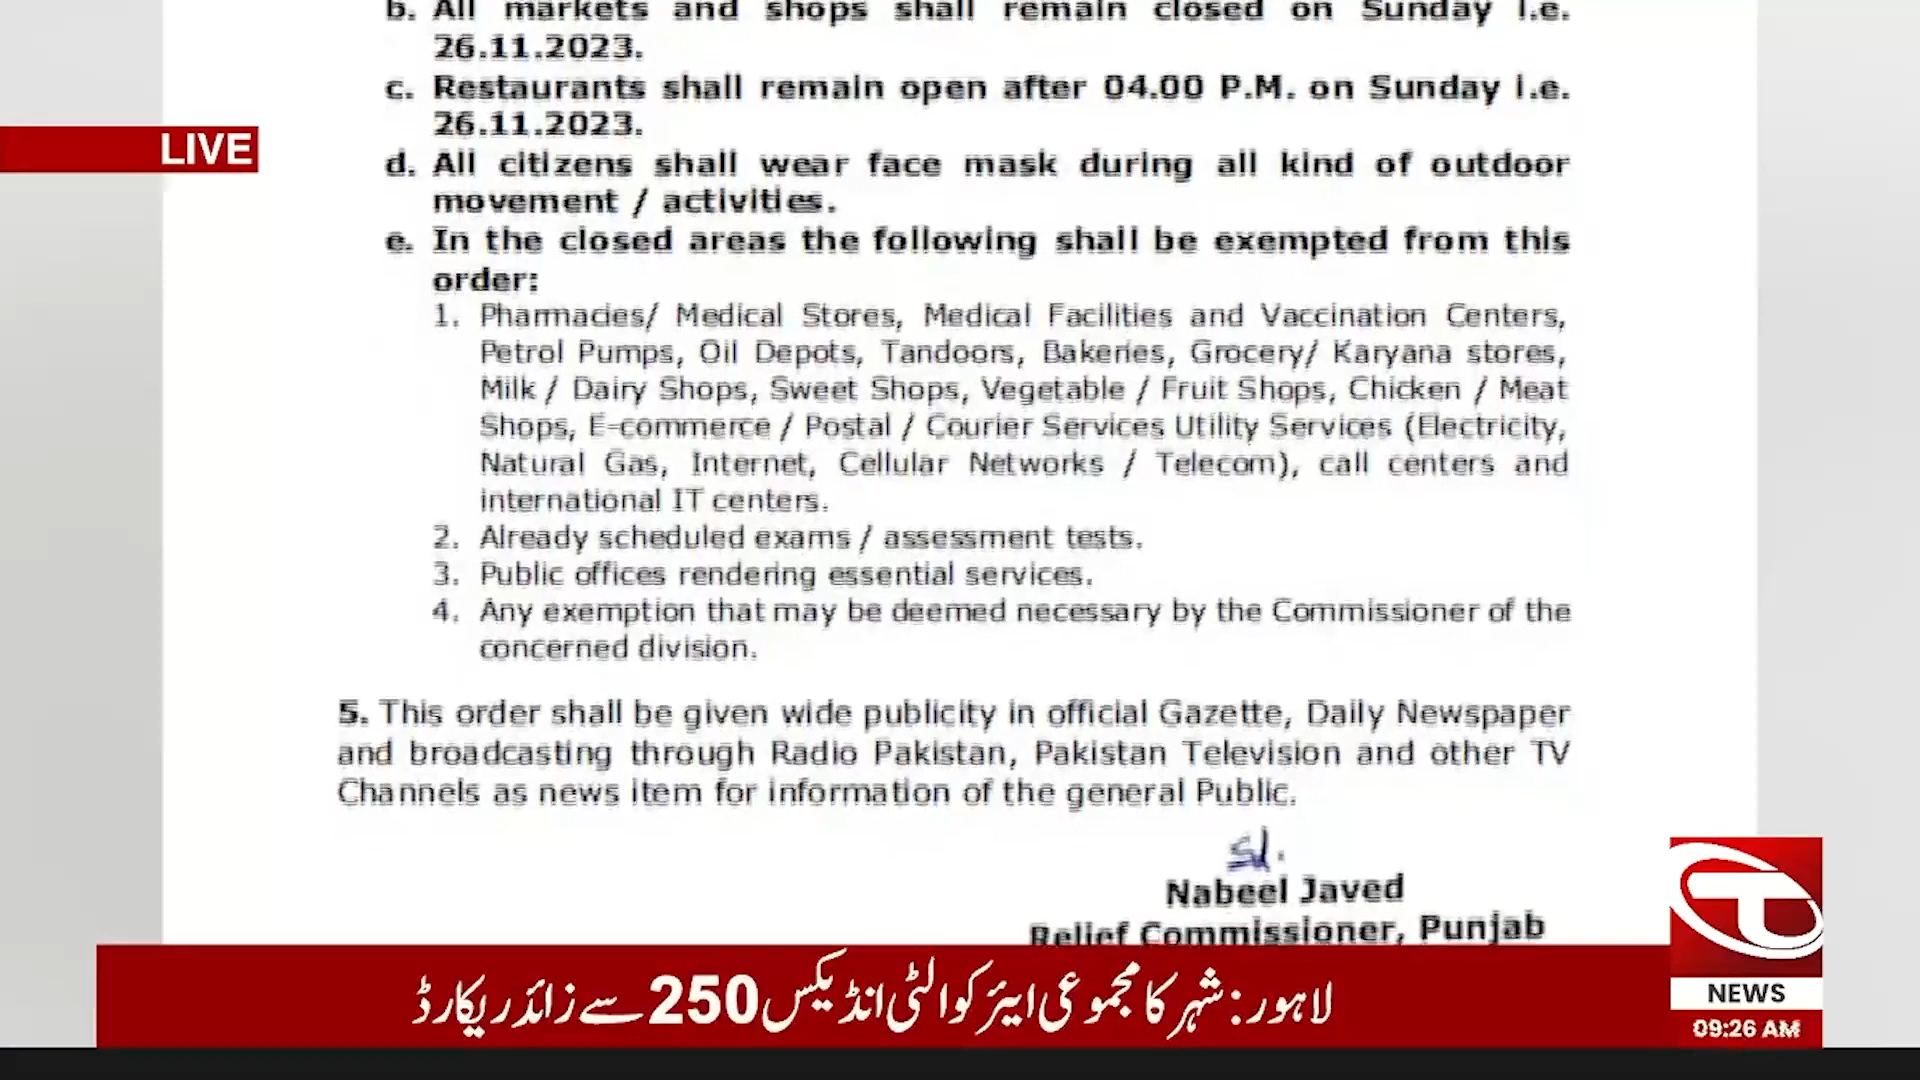 b. All markets and shops shall remain closed on Sunday i.e.
26.11.2023.
c. Restaurants shall remain open after 04.00 P.M. on Sunday i.e.
26.11.2023.
LIVE
d. All citizens shall wear face mask during all kind of outdoor
movement / activities.
e. In the closed areas the following shall be exempted from this
order:
1. Pharmacies/ Medical Stores, Medical Facilities and Vaccination Centers,
Petrol Pumps, Oil Depots, Tandoors, Bakeries, Grocery/ Karyana stores,
Milk / Dairy Shops, Sweet Shops, Vegetable / Fruit Shops, Chicken / Meat
Shops, E-commerce / Postal / Courier Services Utility Services (Electricity,
Natural Gas, Internet, Cellular Networks / Telecom), call centers and
international IT centers.
2. Already scheduled exams / assessment tests.
3. Public offices rendering essential services.
4. Any exemption that may be deemed necessary by the Commissioner of the
concerned division.
5. This order shall be given wide publicity in official Gazette, Daily Newspaper
and broadcasting through Radio Pakistan, Pakistan Television and other TV
Channels as news item for information of the general Public.
Sd.
Nabeel Javed
Relief Commissioner, Punjab
لاہور: شہر کا مجموعی ایئر کوالٹی انڈیکس 250 سے زائد ریکارڈ
NEWS
09:26 AM